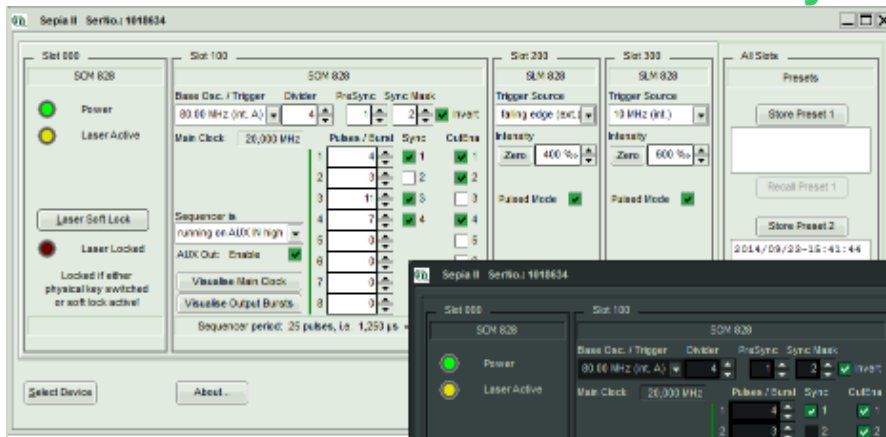 Sepia II SerNo.: 1018634
Slot 000
SCM 828
Power
Laser Active
Laser Soft Lock
Laser Locked
Locked if either
physical key switched
or soft lock active!
Slot 100
SOM 828
Base Osc. / Trigger Divider PreSync Sync Mask
80.00 MHz (int. A) 4 1 2 Invert
Main Clock: 20,000 MHz Pulses / Burst Sync OutEna
1 4 1 1
2 3 2 2
3 11 3 3
4 7 4 4
5 0 5
6 0
7 0
8 0
Sequencer is
running on AUX IN high
AUX Out: Enable
Visualise Main Clock
Visualise Output Bursts
Sequencer period: 25 pulses, i.e. 1,250 µs
Slot 200
SLM 828
Trigger Source
falling edge (ext.)
Intensity
Zero 400 ‰
Pulsed Mode
Slot 300
SLM 828
Trigger Source
10 MHz (int.)
Intensity
Zero 600 ‰
Pulsed Mode
All Slots
Presets
Store Preset 1
Recall Preset 1
Store Preset 2
2014/09/23-15:41:44
Select Device
About...
Sepia II SerNo.: 1018634
Slot 000
SCM 828
Power
Laser Active
Slot 100
SOM 828
Base Osc. / Trigger Divider PreSync Sync Mask
80.00 MHz (int. A) 4 1 2 Invert
Main Clock: 20,000 MHz Pulses / Burst Sync OutEna
1 4 1 1
2 3 2 2